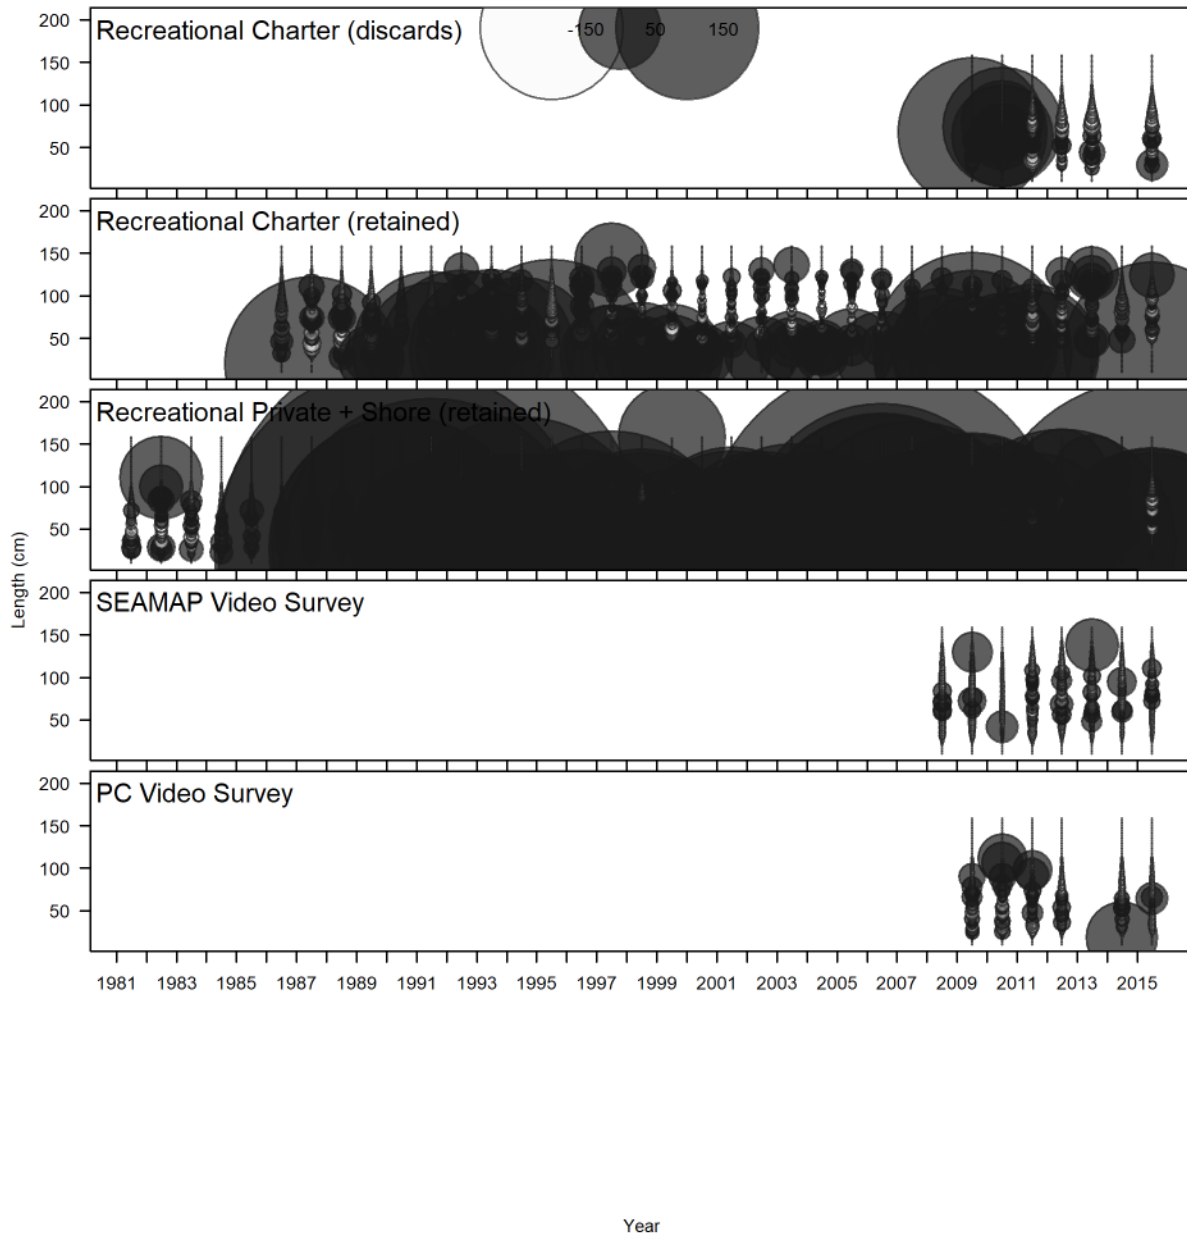 Recreational Charter (discards)
-150 50 150
200
150
100
50
Recreational Charter (retained)
200
150
100
50
Recreational Private + Shore (retained)
200
150
100
50
SEAMAP Video Survey
200
150
100
50
PC Video Survey
200
150
100
50
Length (cm)
1981 1983 1985 1987 1989 1991 1993 1995 1997 1999 2001 2003 2005 2007 2009 2011 2013 2015
Year